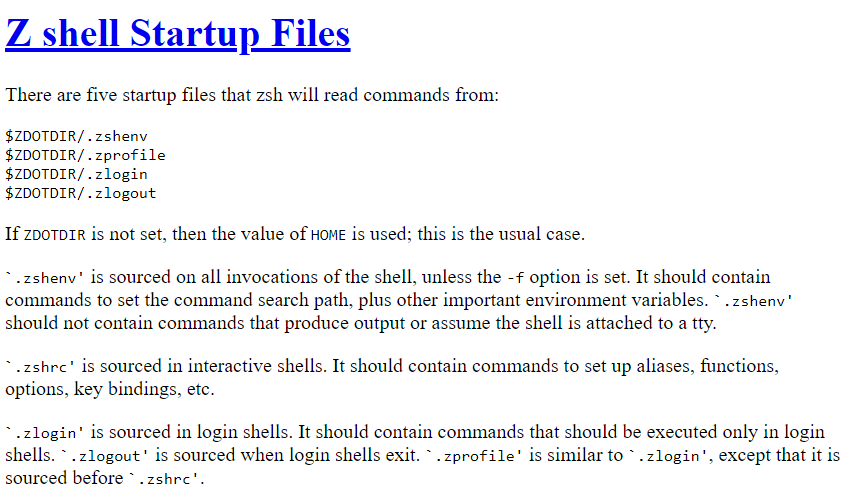 Z shell Startup Files
There are five startup files that zsh will read commands from:
$ZDOTDIR/.zshenv
$ZDOTDIR/.zprofile
$ZDOTDIR/.zlogin
$ZDOTDIR/.zlogout
If ZDOTDIR is not set, then the value of HOME is used; this is the usual case.
`.zshenv' is sourced on all invocations of the shell, unless the -f option is set. It should contain
commands to set the command search path, plus other important environment variables. `.zshenv'
should not contain commands that produce output or assume the shell is attached to a tty.
`.zshrc' is sourced in interactive shells. It should contain commands to set up aliases, functions,
options, key bindings, etc.
`.zlogin' is sourced in login shells. It should contain commands that should be executed only in login
shells. `.zlogout' is sourced when login shells exit. `.zprofile' is similar to `.zlogin', except that it is
sourced before `.zshrc'.